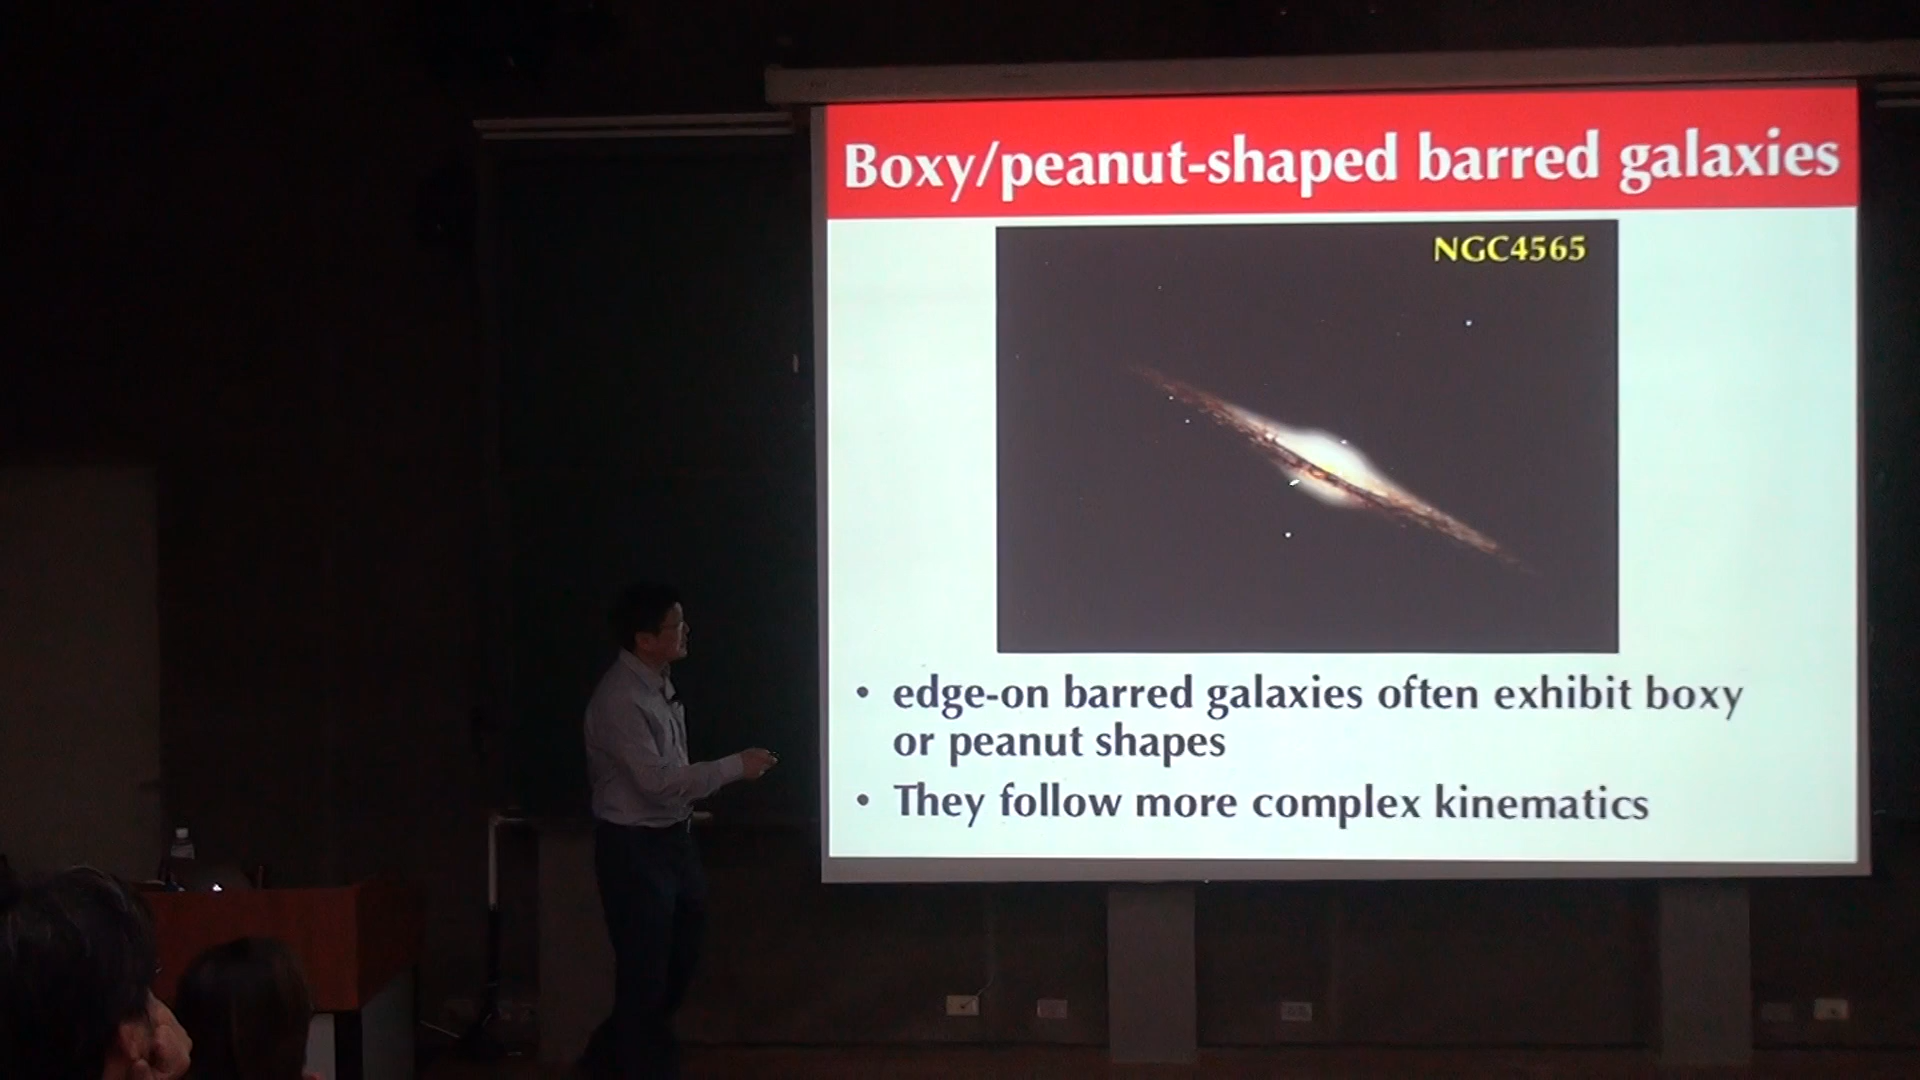 Boxy/peanut-shaped barred galaxies
NGC4565
• edge-on barred galaxies often exhibit boxy
or peanut shapes
• They follow more complex kinematics